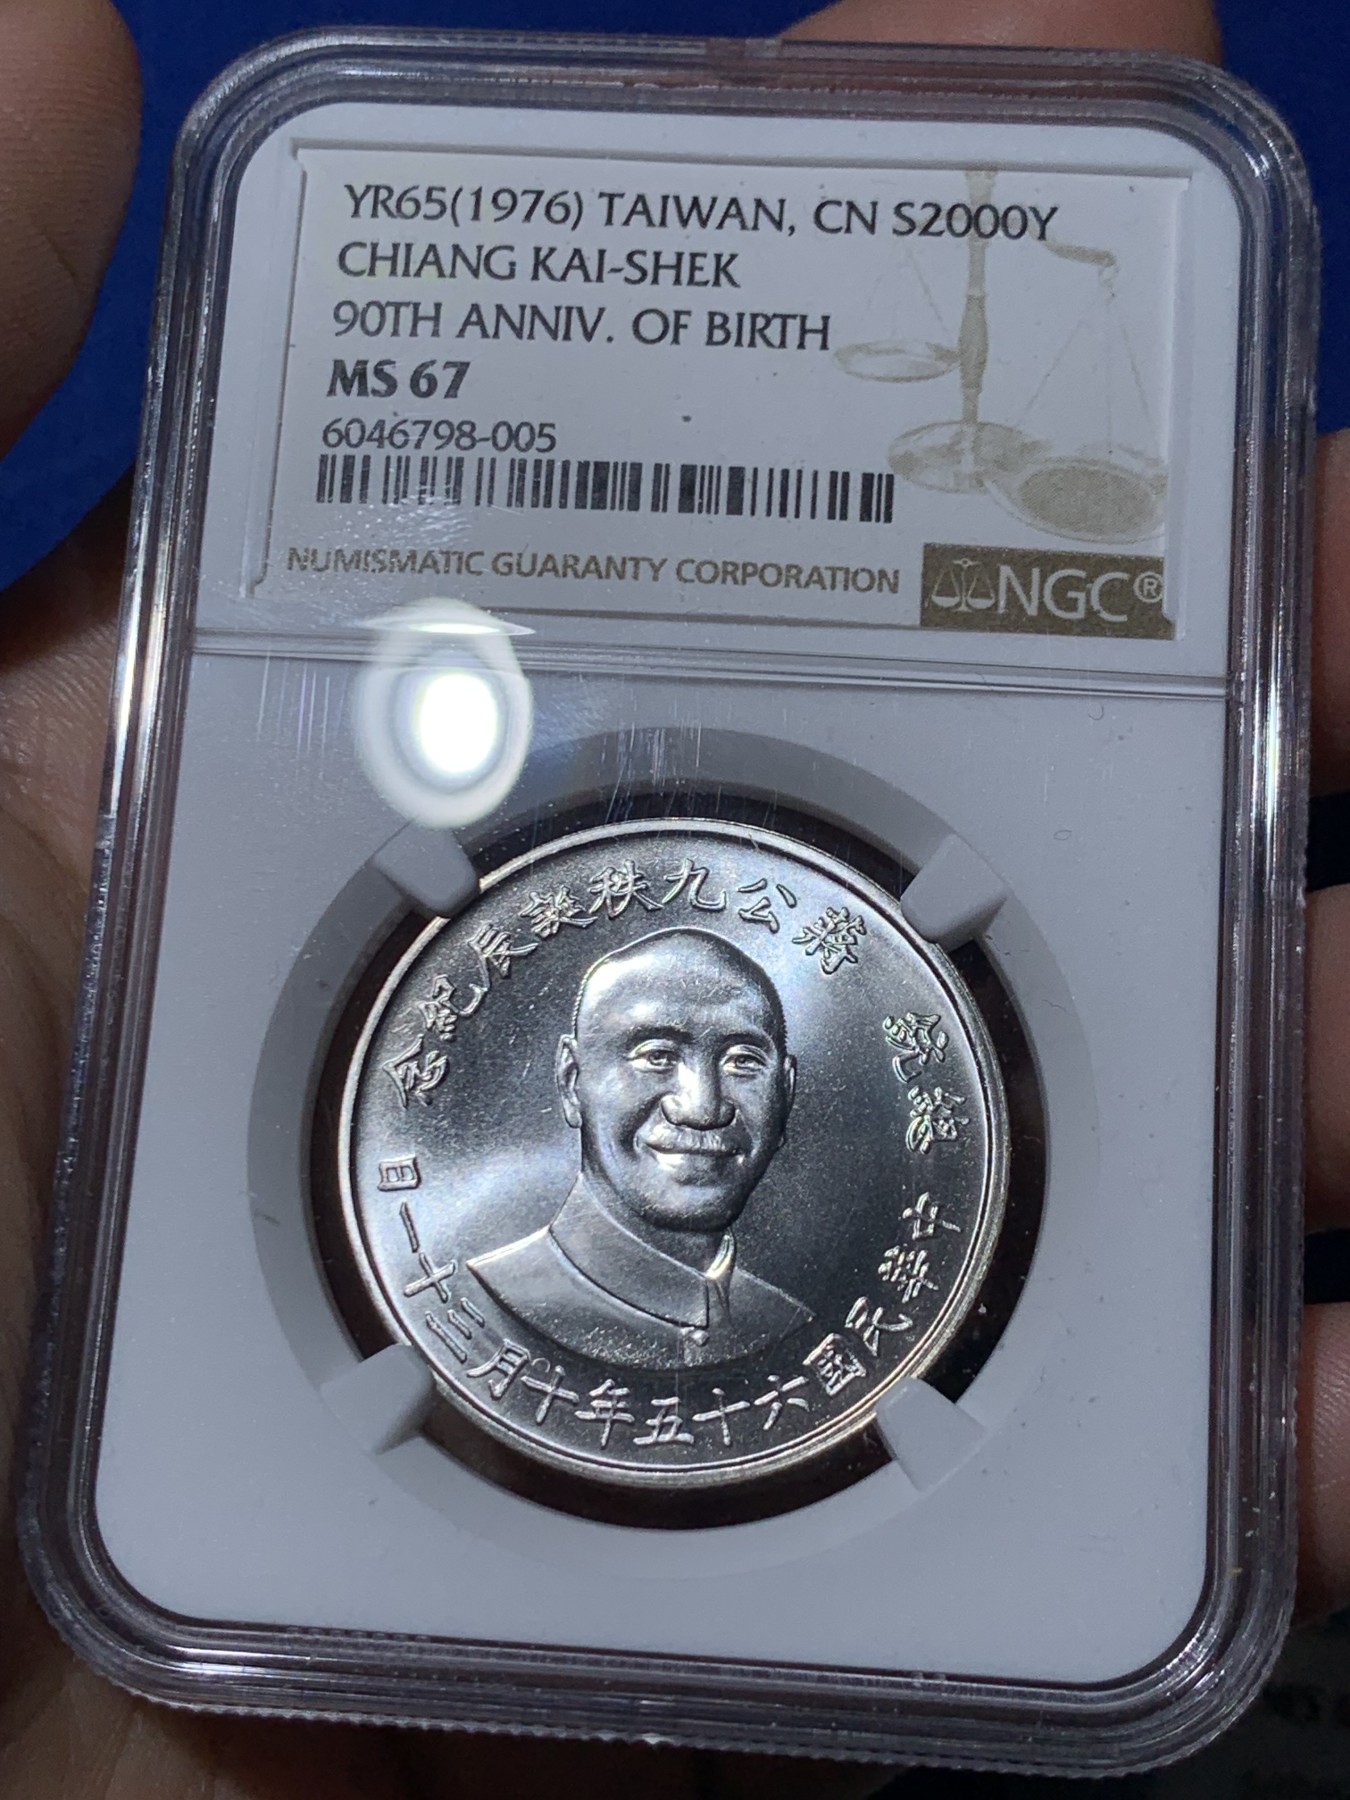 YR65(1976) TAIWAN, CN S2000Y
CHIANG KAI-SHEK
90TH ANNIV. OF BIRTH
MS 67
6046798-005
NUMISMATIC GUARANTY CORPORATION
NGC®
總統 蔣公九秩誕辰紀念
中華民國六十五年十月三十一日